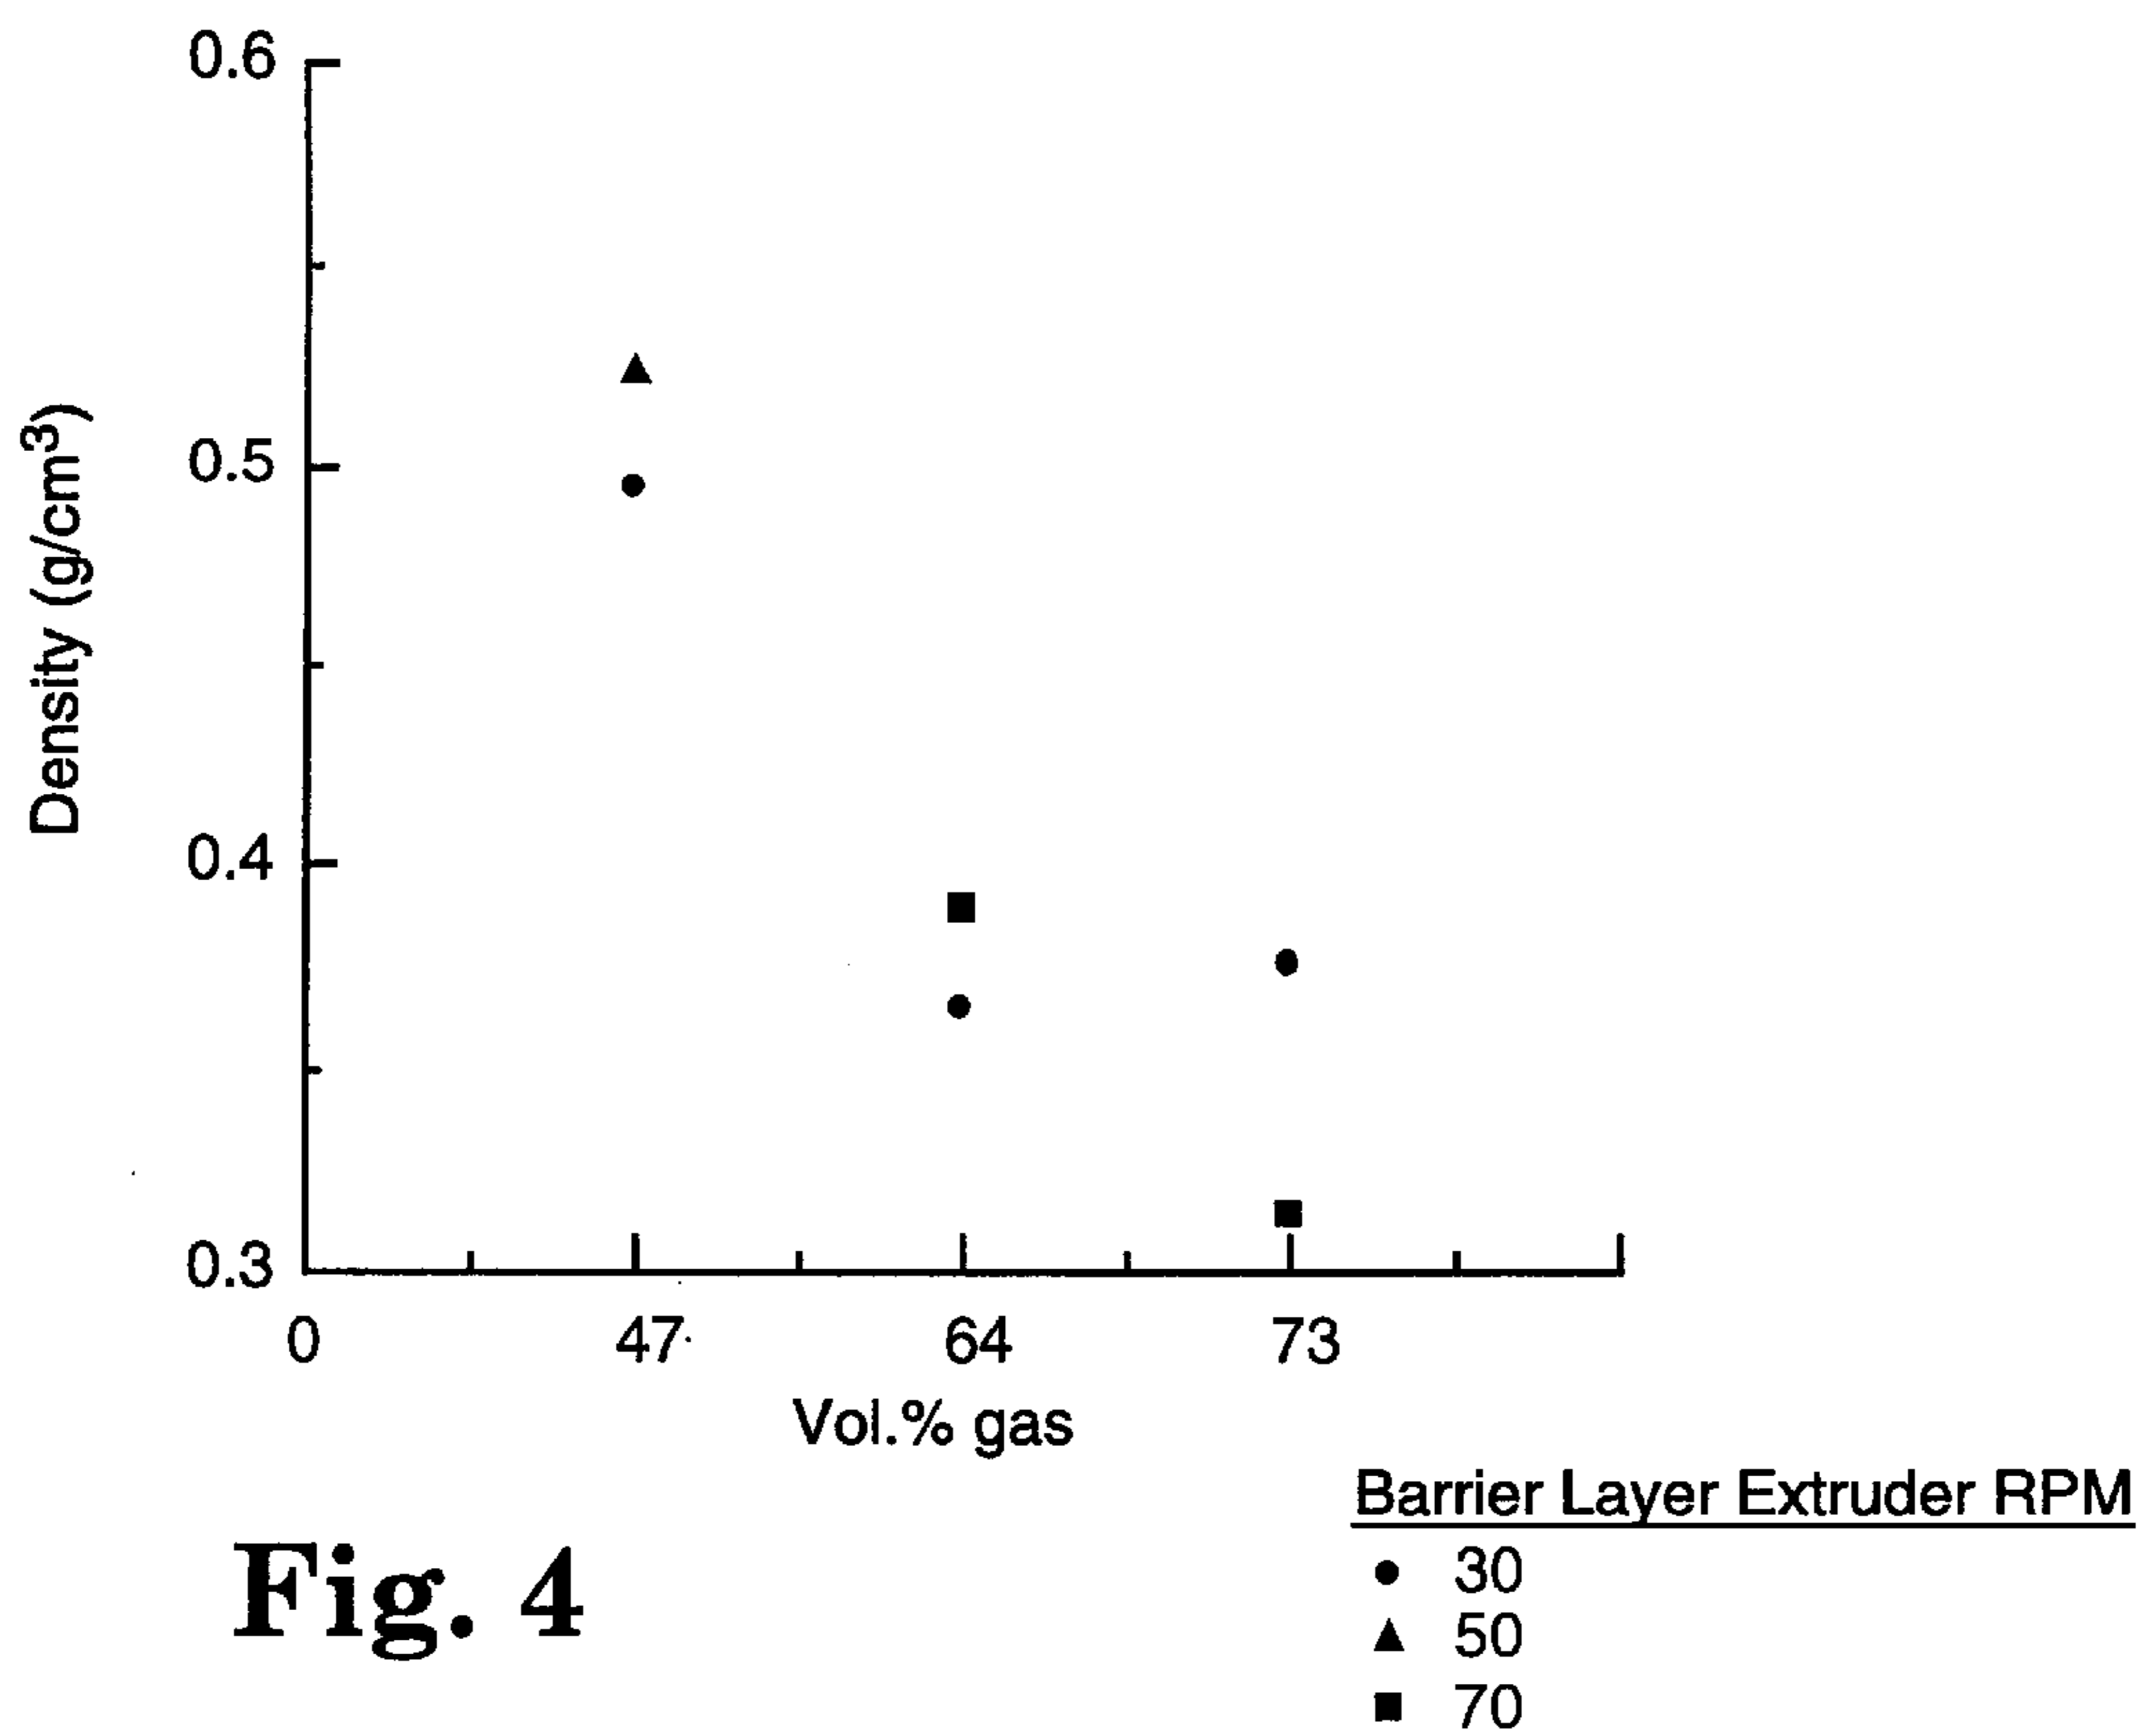 0.6
0.5
0.4
0.3
Density (g/cm³)
0 47 64 73
Vol.% gas
Barrier Layer Extruder RPM
● 30
▲ 50
■ 70
Fig. 4